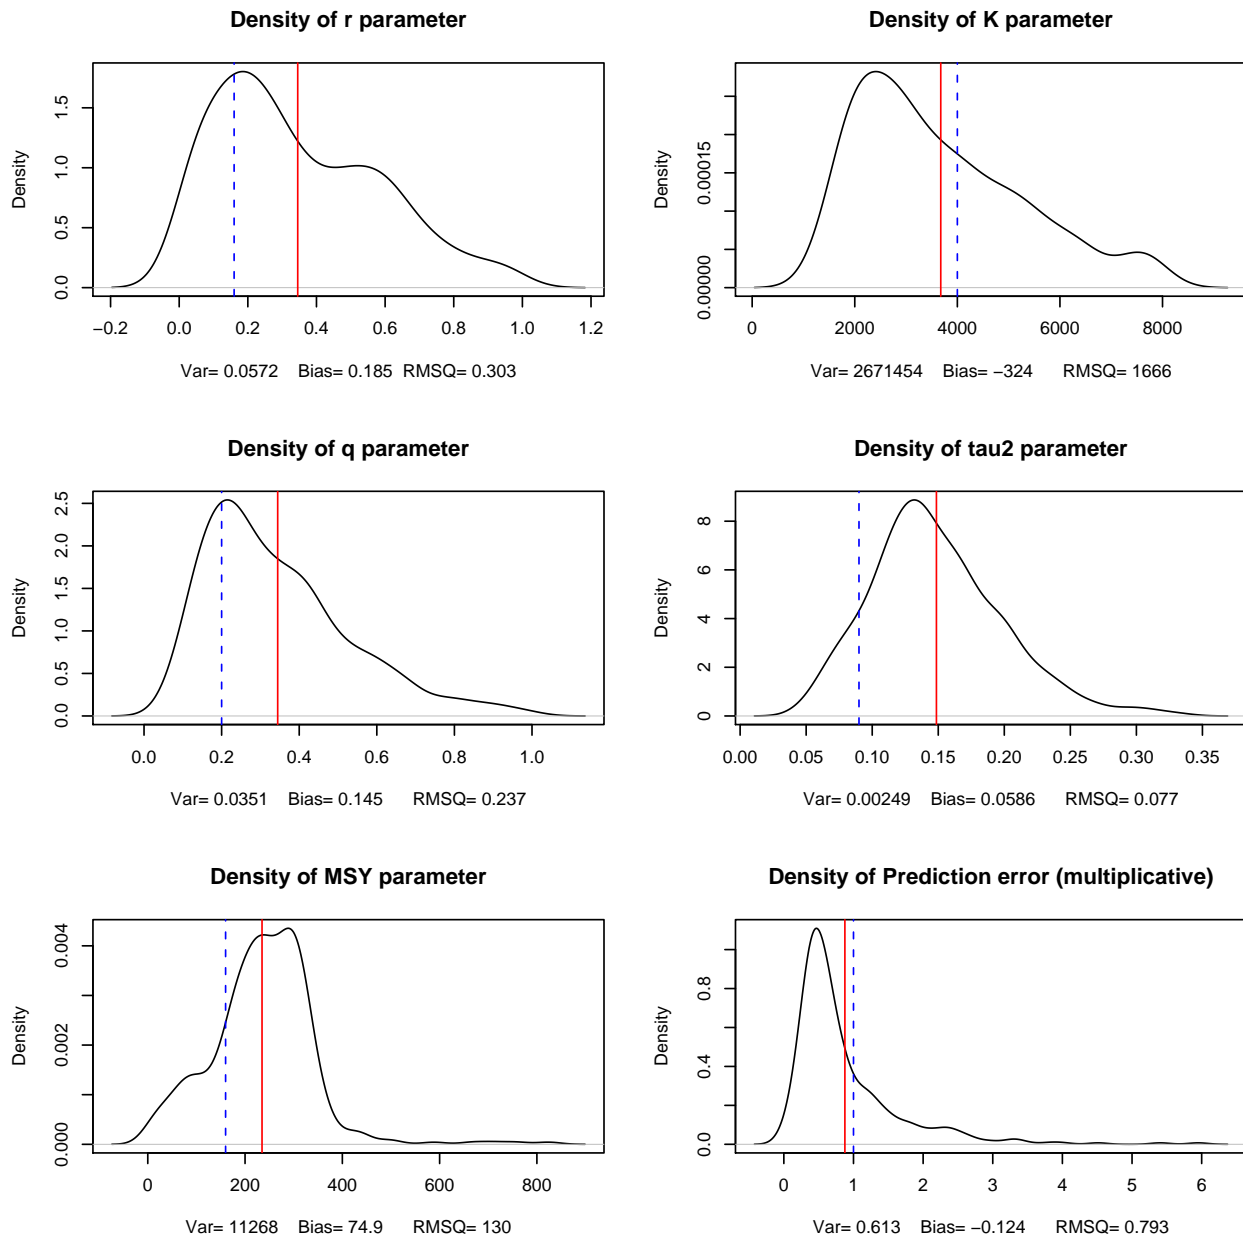 Density of r parameter
Density
0.0 0.5 1.0 1.5
−0.2 0.0 0.2 0.4 0.6 0.8 1.0 1.2
Var= 0.0572 Bias= 0.185 RMSQ= 0.303
Density of K parameter
Density
0.00000 0.00015
0 2000 4000 6000 8000
Var= 2671454 Bias= −324 RMSQ= 1666
Density of q parameter
Density
0.0 0.5 1.0 1.5 2.0 2.5
0.0 0.2 0.4 0.6 0.8 1.0
Var= 0.0351 Bias= 0.145 RMSQ= 0.237
Density of tau2 parameter
Density
0 2 4 6 8
0.00 0.05 0.10 0.15 0.20 0.25 0.30 0.35
Var= 0.00249 Bias= 0.0586 RMSQ= 0.077
Density of MSY parameter
Density
0.000 0.002 0.004
0 200 400 600 800
Var= 11268 Bias= 74.9 RMSQ= 130
Density of Prediction error (multiplicative)
Density
0.0 0.4 0.8
0 1 2 3 4 5 6
Var= 0.613 Bias= −0.124 RMSQ= 0.793